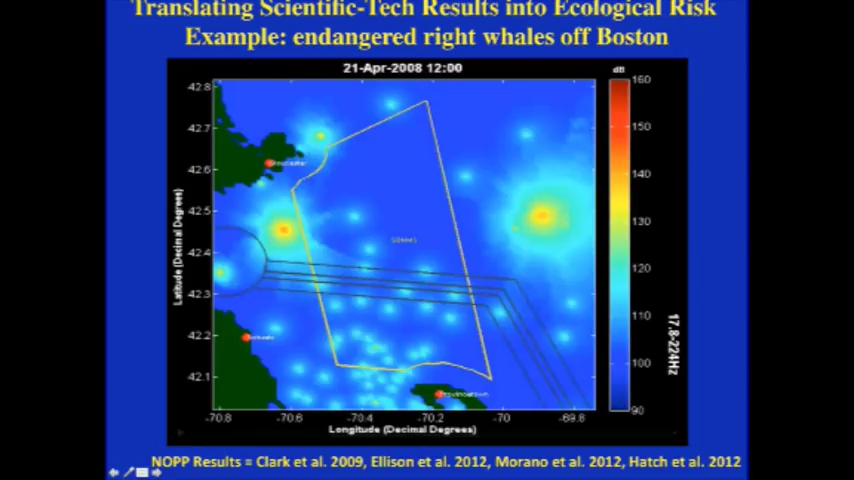 Translating Scientific-Tech Results into Ecological Risk
Example: endangered right whales off Boston
21-Apr-2008 12:00
dB
42.8
42.7
42.6
42.5
42.4
42.3
42.2
42.1
Latitude (Decimal Degrees)
Gloucester
SBNMS
Provincetown
-70.8 -70.6 -70.4 -70.2 -70 -69.8
Longitude (Decimal Degrees)
160
150
140
130
120
110
100
90
17.8-224Hz
NOPP Results = Clark et al. 2009, Ellison et al. 2012, Morano et al. 2012, Hatch et al. 2012